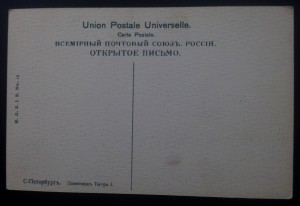 Union Postale Universelle.
Carte Postale.
ВСЕМІРНЫЙ ПОЧТОВЫЙ СОЮЗЪ. РОССІЯ.
ОТКРЫТОЕ ПИСЬМО.
С.-Петербургъ.